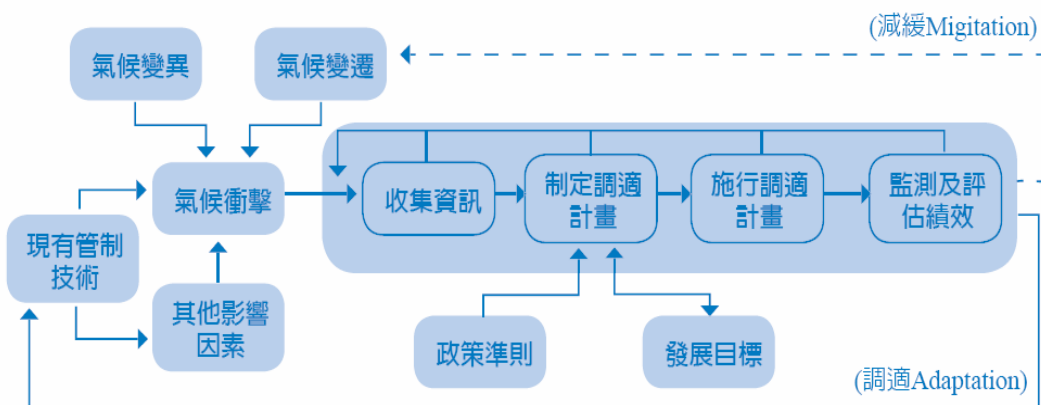 (減緩Migitation)
氣候變異
氣候變遷
氣候衝擊
收集資訊
制定調適
計畫
施行調適
計畫
監測及評
估績效
現有管制
技術
其他影響
因素
政策準則
發展目標
(調適Adaptation)